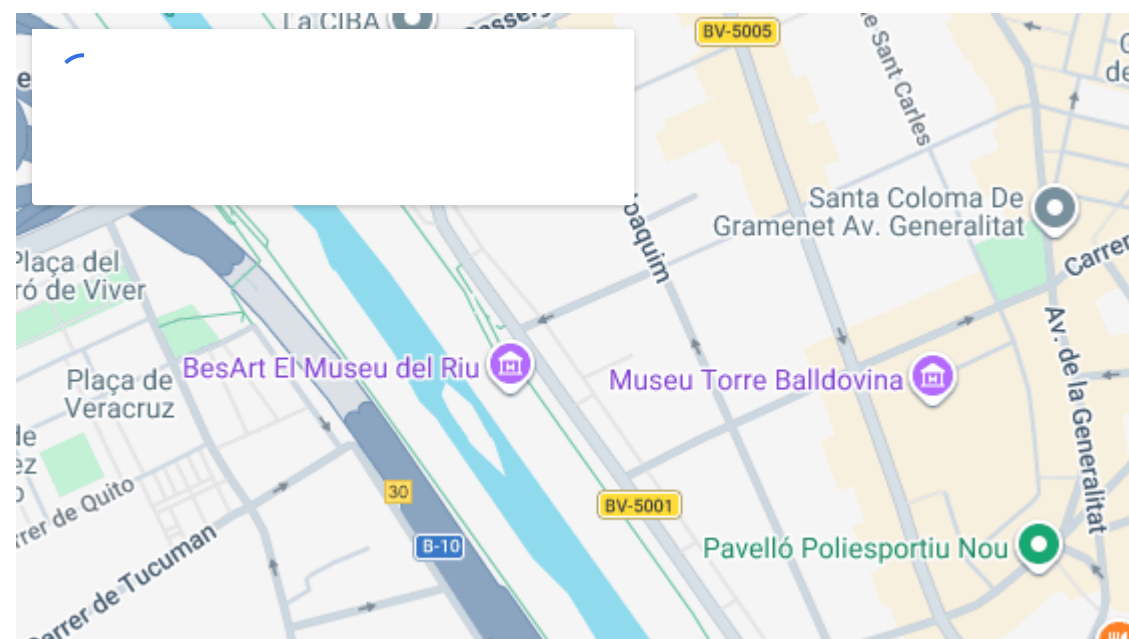 La CIBA
BV-5005
Sant Carles
Santa Coloma De
Gramenet Av. Generalitat
Joaquim
Carrer
Plaça del
ró de Viver
Av. de la Generalitat
BesArt El Museu del Riu
Museu Torre Balldovina
Plaça de
Veracruz
de Quito
30
BV-5001
B-10
Pavelló Poliesportiu Nou
Carrer de Tucuman